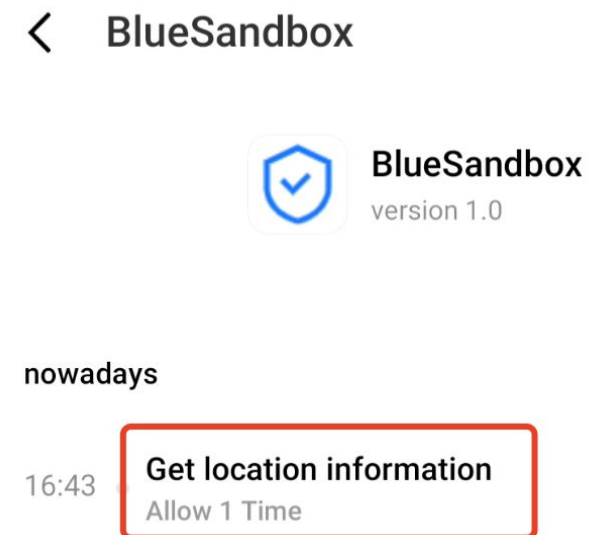 BlueSandbox
BlueSandbox
version 1.0
nowadays
16:43
Get location information
Allow 1 Time